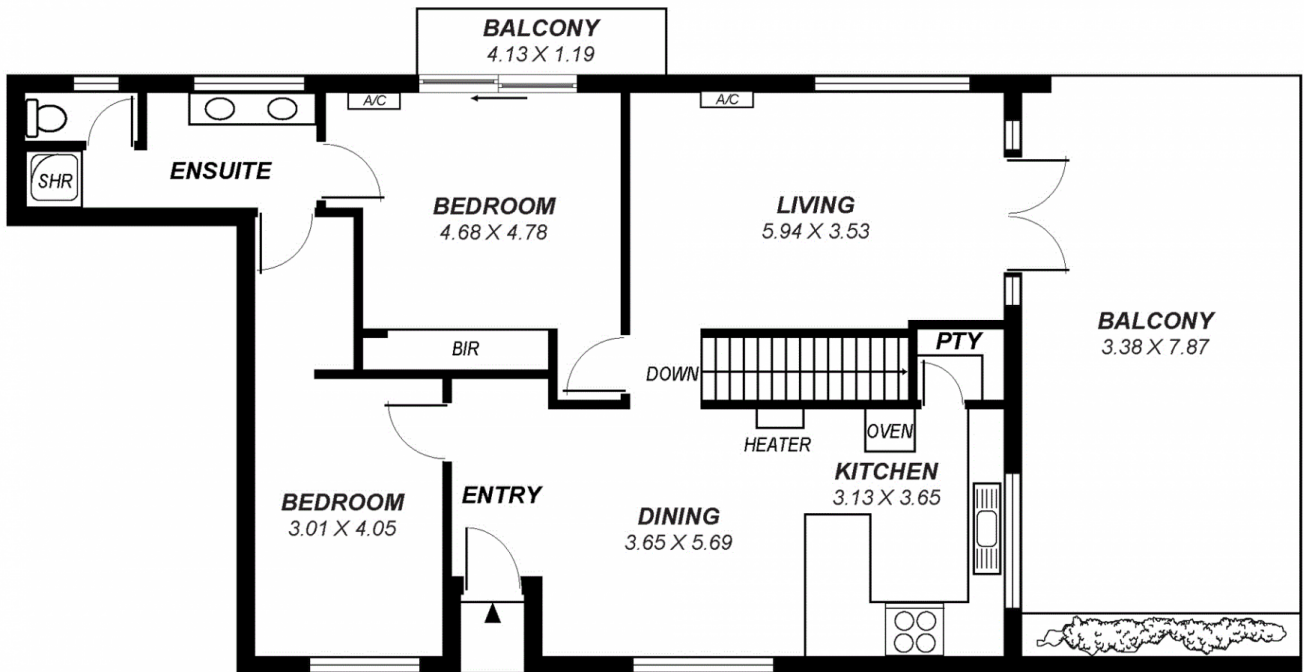 BALCONY
4.13 X 1.19
A/C
A/C
ENSUITE
SHR
BEDROOM
4.68 X 4.78
LIVING
5.94 X 3.53
BALCONY
3.38 X 7.87
BIR
PTY
DOWN
HEATER
OVEN
KITCHEN
3.13 X 3.65
BEDROOM
3.01 X 4.05
ENTRY
DINING
3.65 X 5.69